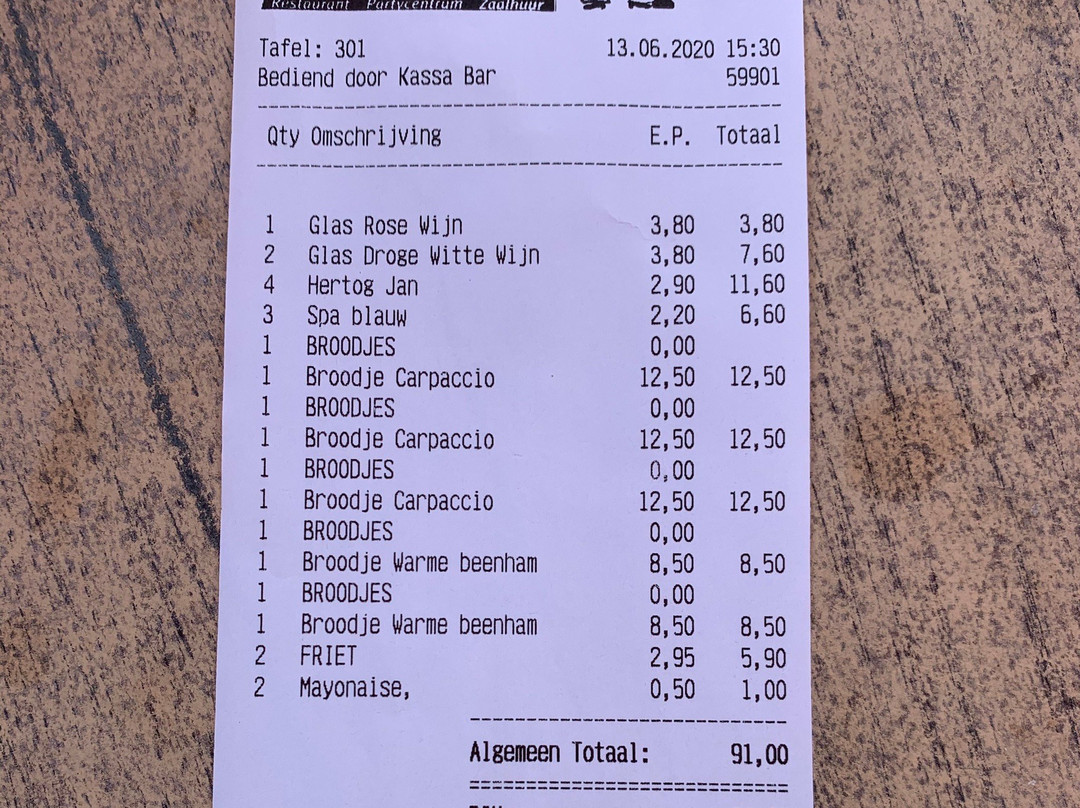 Restaurant Partycentrum Zaalhuur
Tafel: 301 13.06.2020 15:30
Bediend door Kassa Bar 59901
Qty Omschrijving E.P. Totaal
1 Glas Rose Wijn 3,80 3,80
2 Glas Droge Witte Wijn 3,80 7,60
4 Hertog Jan 2,90 11,60
3 Spa blauw 2,20 6,60
1 BROODJES 0,00
1 Broodje Carpaccio 12,50 12,50
1 BROODJES 0,00
1 Broodje Carpaccio 12,50 12,50
1 BROODJES 0,00
1 Broodje Carpaccio 12,50 12,50
1 BROODJES 0,00
1 Broodje Warme beenham 8,50 8,50
1 BROODJES 0,00
1 Broodje Warme beenham 8,50 8,50
2 FRIET 2,95 5,90
2 Mayonaise, 0,50 1,00
Algemeen Totaal: 91,00